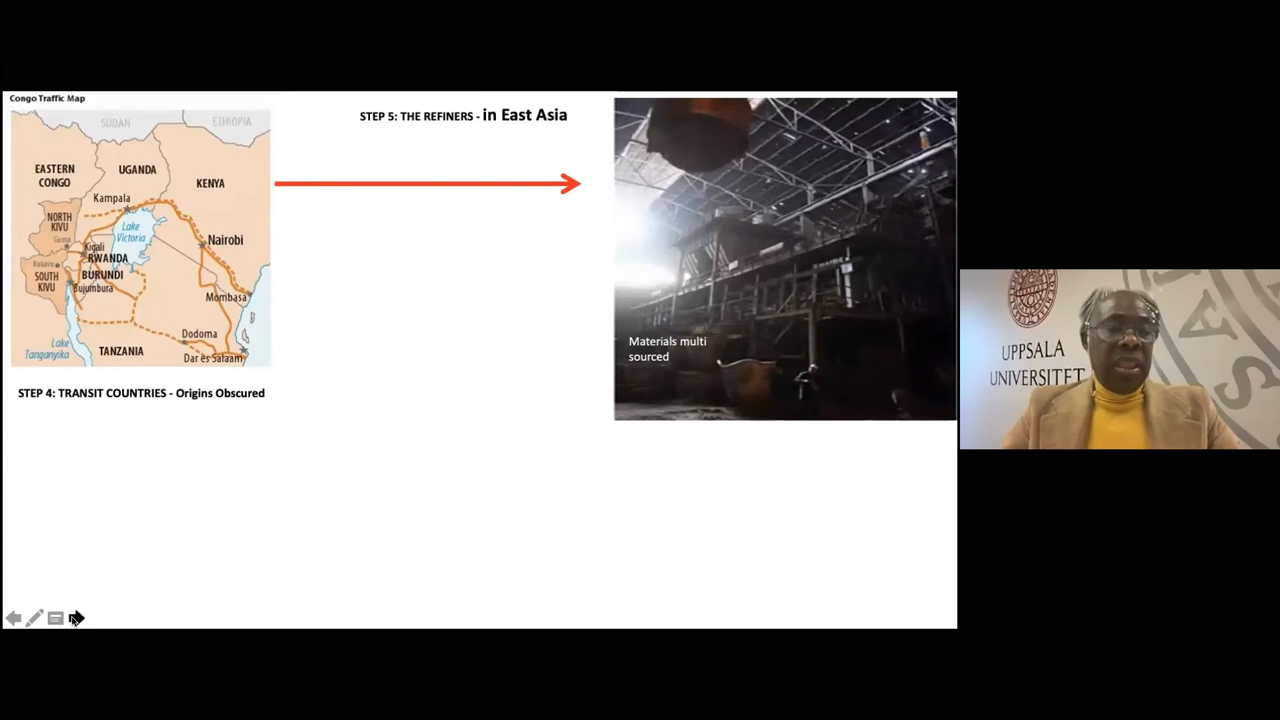 Congo Traffic Map
STEP 5: THE REFINERS - in East Asia
SUDAN
ETHIOPIA
EASTERN
CONGO
UGANDA
KENYA
Kampala
NORTH
KIVU
Lake
Victoria
Goma
Kigali
Nairobi
RWANDA
SOUTH
KIVU
BURUNDI
Bujumbura
Mombasa
Lake
Tanganyika
TANZANIA
Dodoma
Dar es Salaam
STEP 4: TRANSIT COUNTRIES - Origins Obscured
Materials multi
sourced
UPPSALA
UNIVERSITET